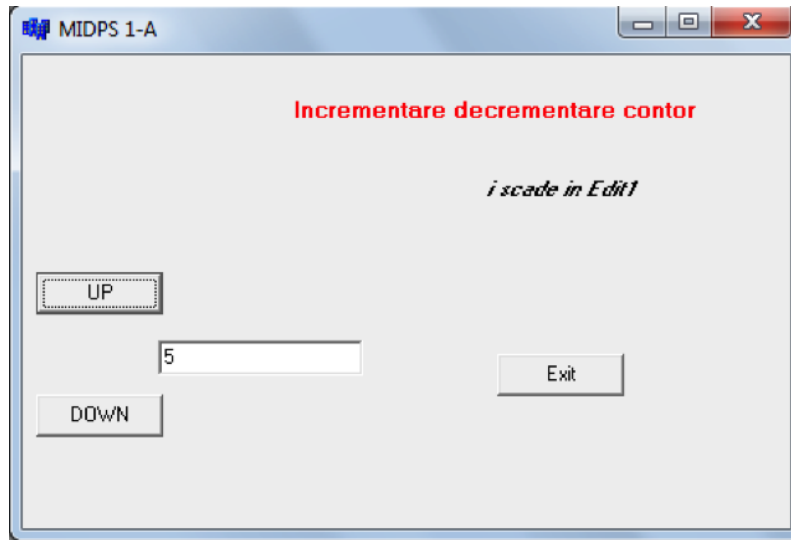 MIDPS 1-A
Incrementare decrementare contor
i scade in Edit1
UP
5
Exit
DOWN